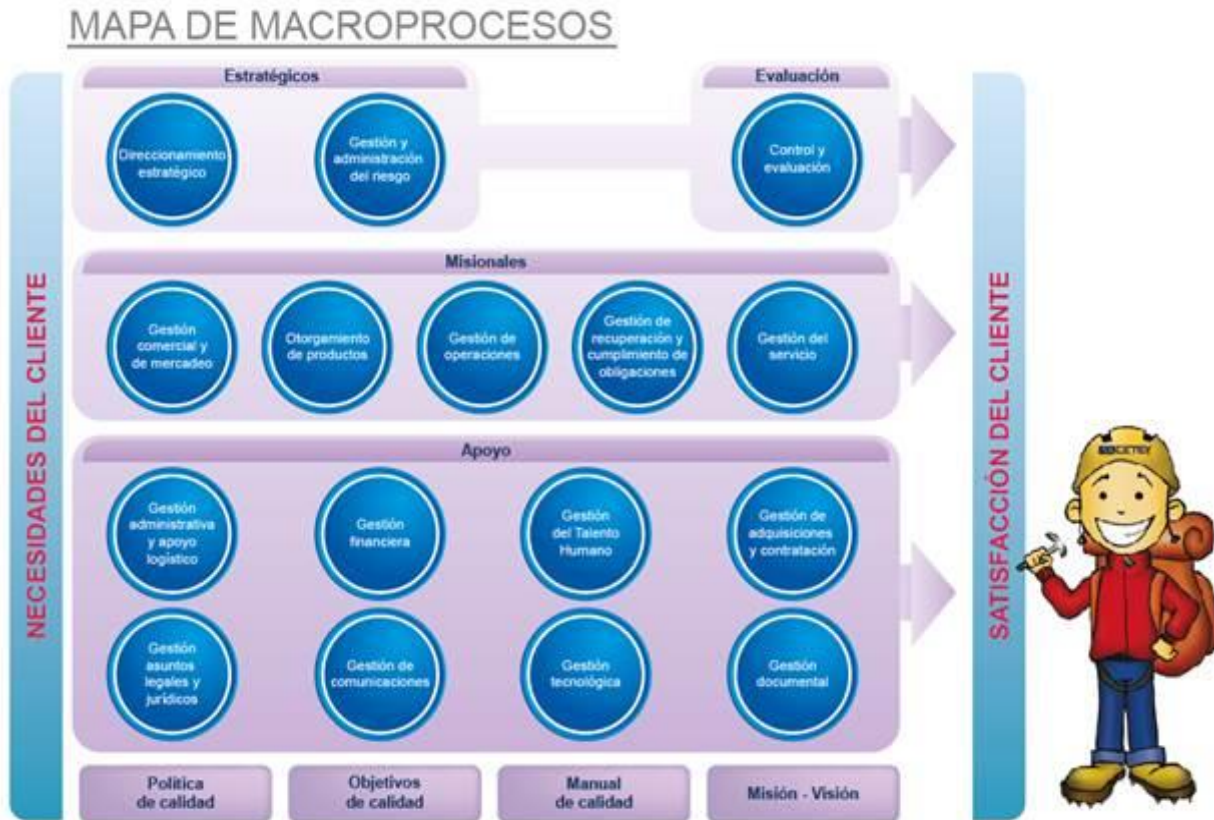 MAPA DE MACROPROCESOS
NECESIDADES DEL CLIENTE
Estratégicos
Direccionamiento
estratégico
Gestión y
administración
del riesgo
Evaluación
Control y
evaluación
Misionales
Gestión
comercial y
de mercadeo
Otorgamiento
de productos
Gestión de
operaciones
Gestión de
recuperación y
cumplimiento de
obligaciones
Gestión del
servicio
Apoyo
Gestión
administrativa
y apoyo
logístico
Gestión
financiera
Gestión
del Talento
Humano
Gestión de
adquisiciones
y contratación
Gestión
asuntos
legales y
jurídicos
Gestión de
comunicaciones
Gestión
tecnológica
Gestión
documental
Política
de calidad
Objetivos
de calidad
Manual
de calidad
Misión - Visión
SATISFACCIÓN DEL CLIENTE
ICETEX